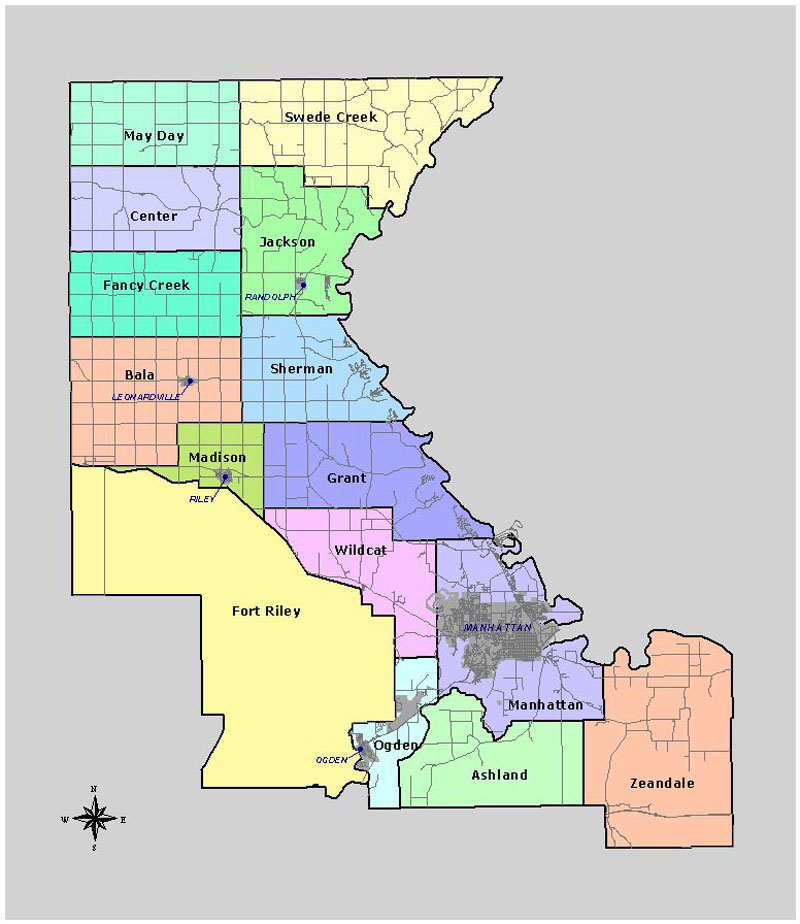 Swede Creek
May Day
Center
Jackson
Fancy Creek
RANDOLPH
Sherman
Bala
LEONARDVILLE
Madison
Grant
RILEY
Wildcat
Fort Riley
MANHATTAN
Manhattan
Ogden
OGDEN
Ashland
Zeandale
N
W E
S